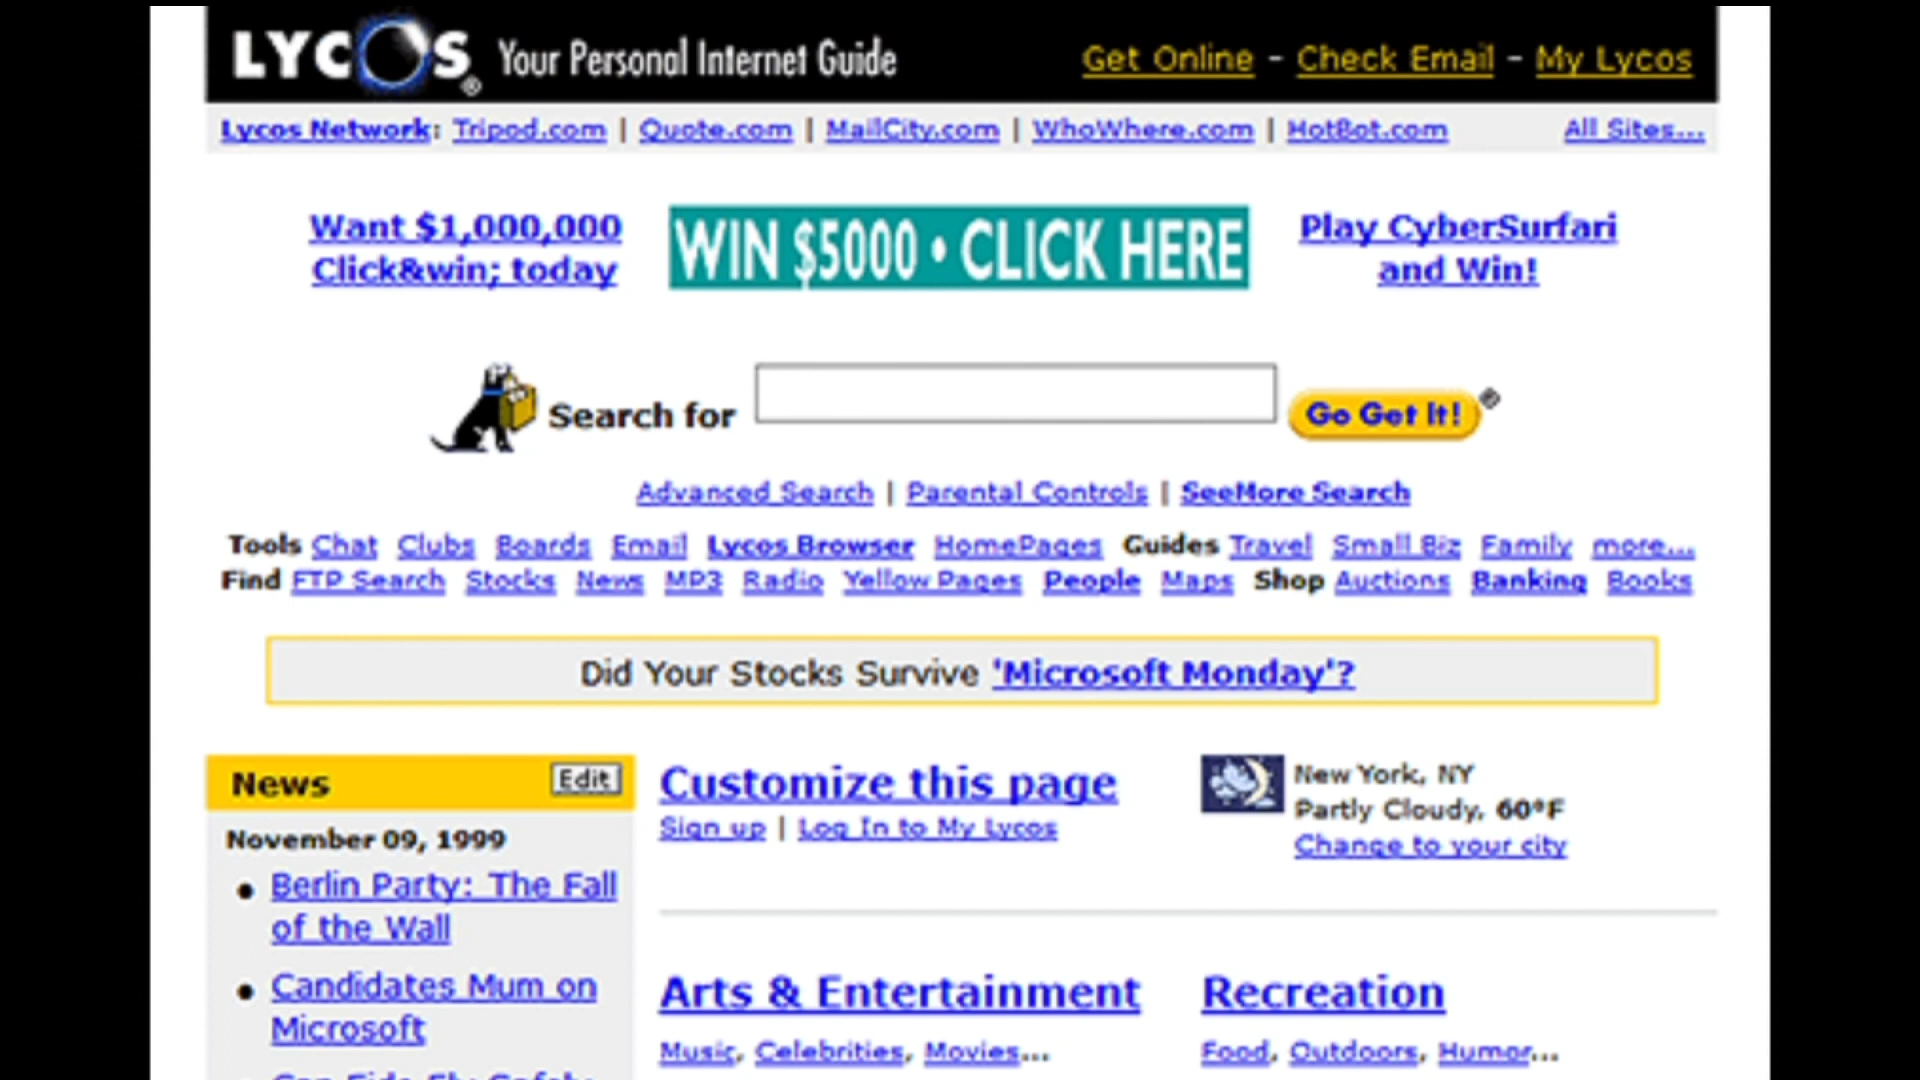 LYCOS® Your Personal Internet Guide Get Online - Check Email - My Lycos
Lycos Network: Tripod.com | Quote.com | MailCity.com | WhoWhere.com | HotBot.com All Sites...
Want $1,000,000
Click&win; today
WIN $5000 • CLICK HERE
Play CyberSurfari
and Win!
Search for Go Get It!®
Advanced Search | Parental Controls | SeeMore Search
Tools Chat Clubs Boards Email Lycos Browser HomePages Guides Travel Small Biz Family more...
Find FTP Search Stocks News MP3 Radio Yellow Pages People Maps Shop Auctions Banking Books
Did Your Stocks Survive 'Microsoft Monday'?
News Edit
November 09, 1999
• Berlin Party: The Fall
of the Wall
• Candidates Mum on
Microsoft
Customize this page
Sign up | Log In to My Lycos
New York, NY
Partly Cloudy, 60°F
Change to your city
Arts & Entertainment
Music, Celebrities, Movies...
Recreation
Food, Outdoors, Humor...